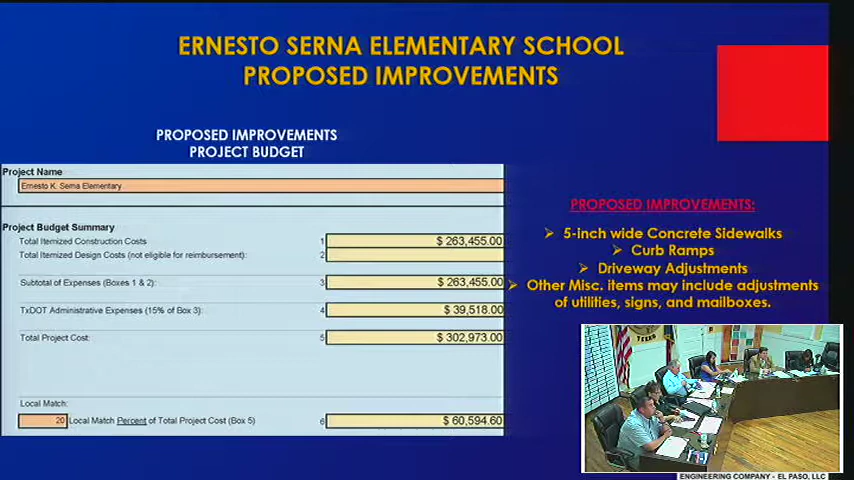 ERNESTO SERNA ELEMENTARY SCHOOL
PROPOSED IMPROVEMENTS
PROPOSED IMPROVEMENTS
PROJECT BUDGET
Project Name
Ernesto K. Serna Elementary
Project Budget Summary
Total Itemized Construction Costs 1 $ 263,455.00
Total Itemized Design Costs (not eligible for reimbursement): 2
Subtotal of Expenses (Boxes 1 & 2): 3 $ 263,455.00
TxDOT Administrative Expenses (15% of Box 3): 4 $ 39,518.00
Total Project Cost: 5 $ 302,973.00
Local Match:
20 Local Match Percent of Total Project Cost (Box 5) 6 $ 60,594.60
PROPOSED IMPROVEMENTS:
➢ 5-inch wide Concrete Sidewalks
➢ Curb Ramps
➢ Driveway Adjustments
➢ Other Misc. items may include adjustments
of utilities, signs, and mailboxes.
TEXAS
ENGINEERING COMPANY - EL PASO, LLC